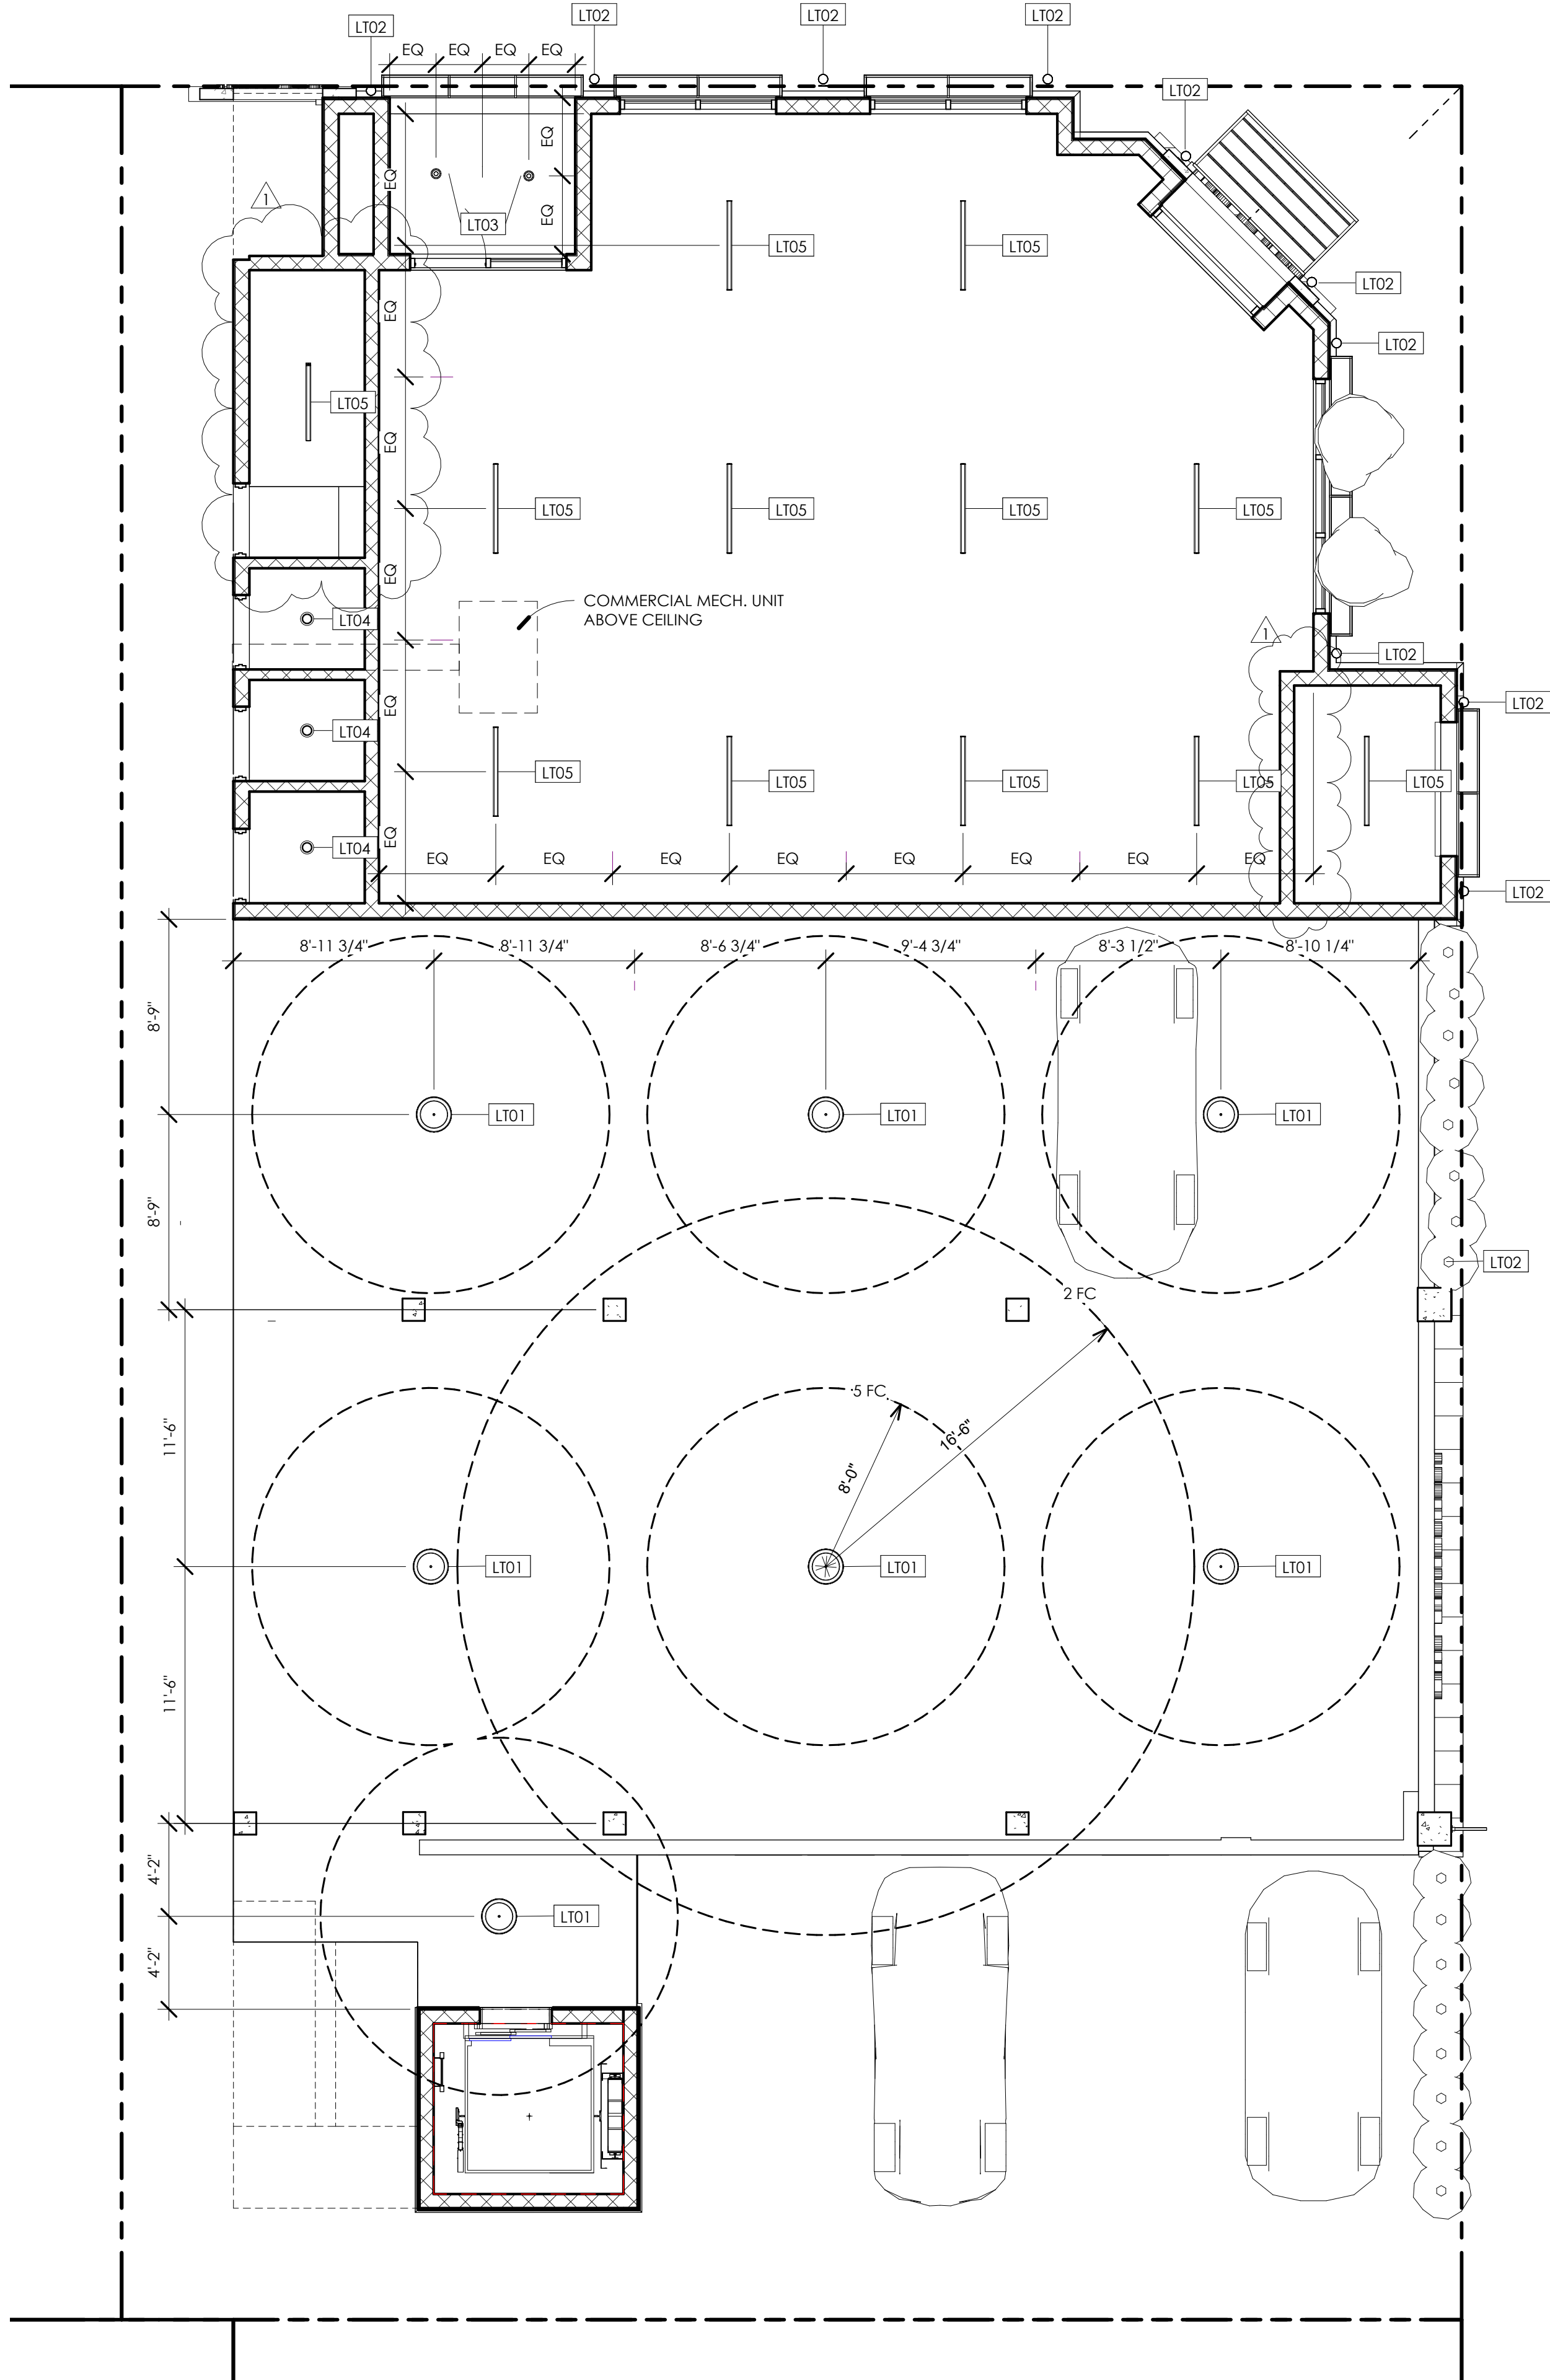 LT02
LT02
LT02
LT02
EQ EQ EQ EQ
LT02
EQ
EQ
1
LT03
EQ
LT05
LT05
LT02
EQ
LT02
LT05
EQ
LT05
LT05
LT05
LT05
EQ
COMMERCIAL MECH. UNIT
ABOVE CEILING
LT04
1
LT02
EQ
LT02
LT04
LT05
LT05
LT05
LT05
LT05
EQ
LT04
EQ EQ EQ EQ EQ EQ EQ EQ
LT02
8'-11 3/4" 8'-11 3/4" 8'-6 3/4" 9'-4 3/4" 8'-3 1/2" 8'-10 1/4"
8'-9"
LT01
LT01
LT01
8'-9"
LT02
2 FC
5 FC
11'-6"
16'-6"
8'-0"
LT01
LT01
LT01
11'-6"
4'-2"
LT01
4'-2"